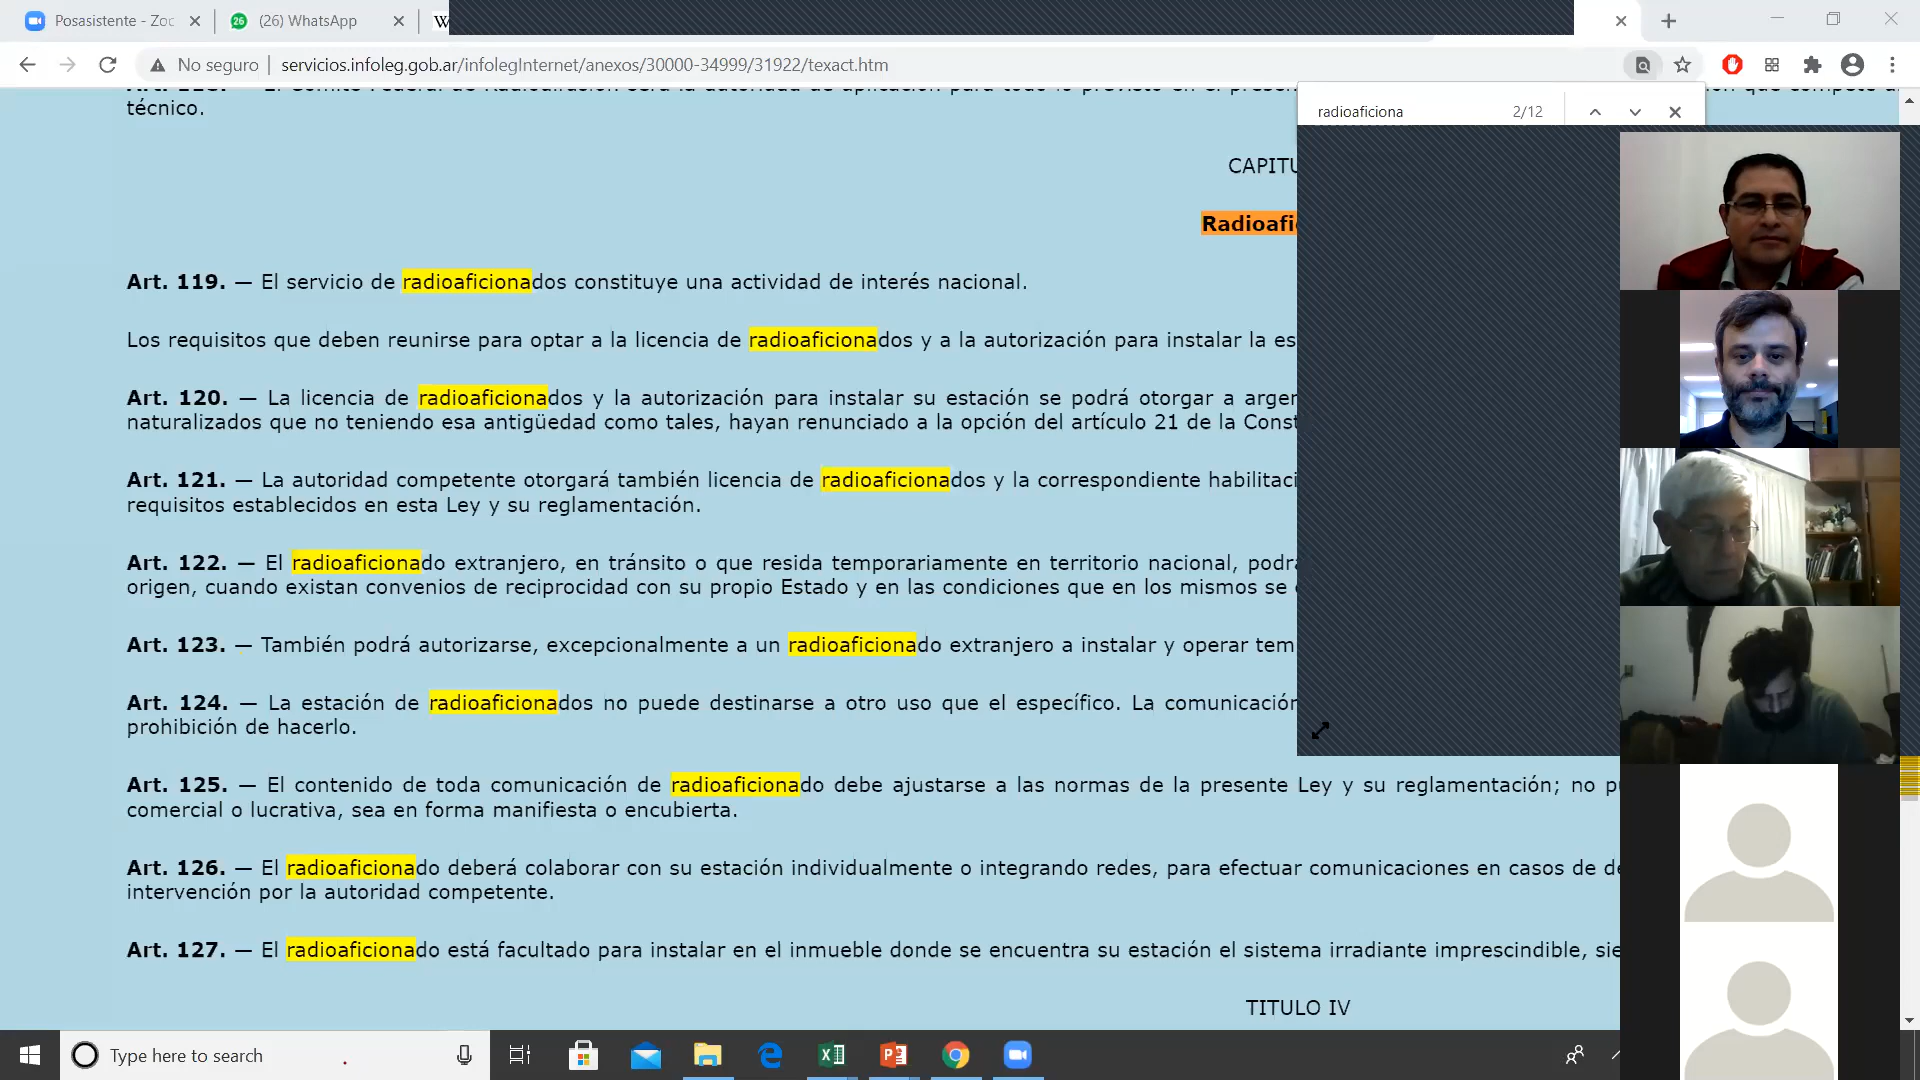 Posasistente - Zoc
(26) WhatsApp
W
No seguro
servicios.infoleg.gob.ar/infolegInternet/anexos/30000-34999/31922/texact.htm
radioaficiona 2/12
técnico.
CAPITU
Radioafi
Art. 119. — El servicio de radioaficionados constituye una actividad de interés nacional.
Los requisitos que deben reunirse para optar a la licencia de radioaficionados y a la autorización para instalar la es
Art. 120. — La licencia de radioaficionados y la autorización para instalar su estación se podrá otorgar a argen
naturalizados que no teniendo esa antigüedad como tales, hayan renunciado a la opción del artículo 21 de la Const
Art. 121. — La autoridad competente otorgará también licencia de radioaficionados y la correspondiente habilitaci
requisitos establecidos en esta Ley y su reglamentación.
Art. 122. — El radioaficionado extranjero, en tránsito o que resida temporariamente en territorio nacional, podrá
origen, cuando existan convenios de reciprocidad con su propio Estado y en las condiciones que en los mismos se
Art. 123. — También podrá autorizarse, excepcionalmente a un radioaficionado extranjero a instalar y operar tem
Art. 124. — La estación de radioaficionados no puede destinarse a otro uso que el específico. La comunicación
prohibición de hacerlo.
Art. 125. — El contenido de toda comunicación de radioaficionado debe ajustarse a las normas de la presente Ley y su reglamentación; no pu
comercial o lucrativa, sea en forma manifiesta o encubierta.
Art. 126. — El radioaficionado deberá colaborar con su estación individualmente o integrando redes, para efectuar comunicaciones en casos de de
intervención por la autoridad competente.
Art. 127. — El radioaficionado está facultado para instalar en el inmueble donde se encuentra su estación el sistema irradiante imprescindible, sie
TITULO IV
Type here to search